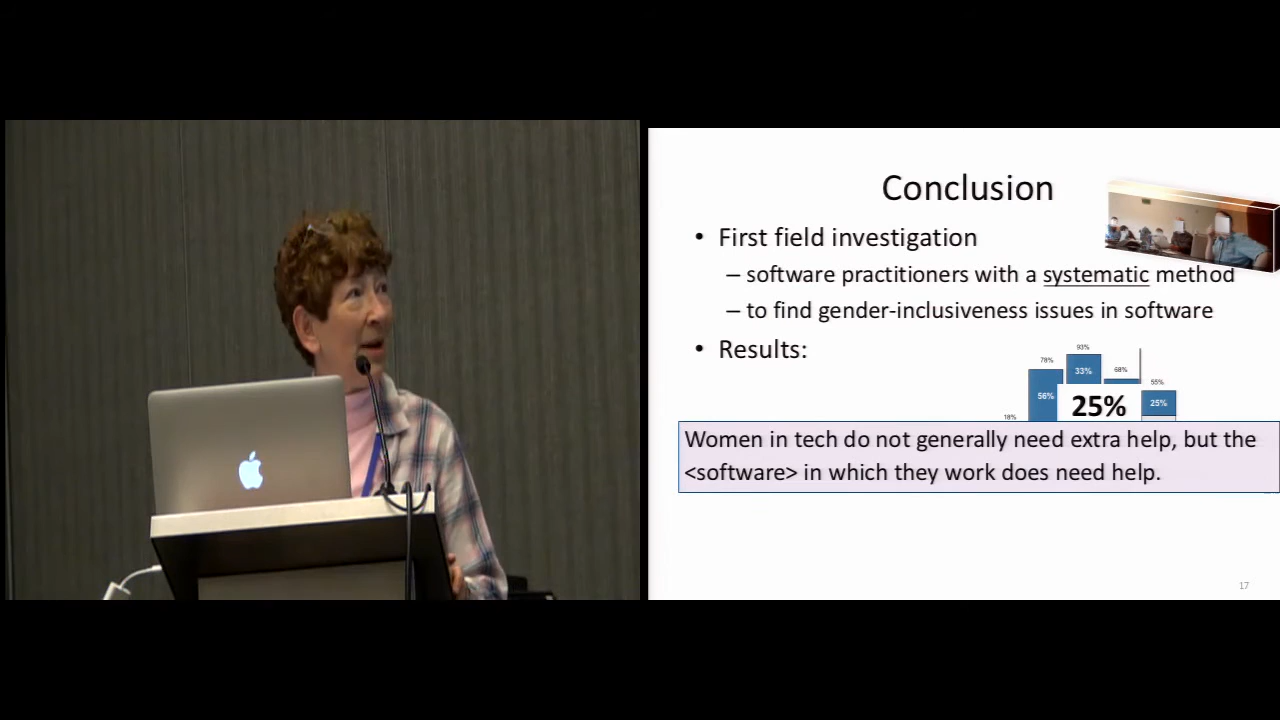 Conclusion
• First field investigation
– software practitioners with a systematic method
– to find gender-inclusiveness issues in software
• Results:
93%
78%
33%
68%
55%
56%
25%
25%
18%
Women in tech do not generally need extra help, but the
<software> in which they work does need help.
17